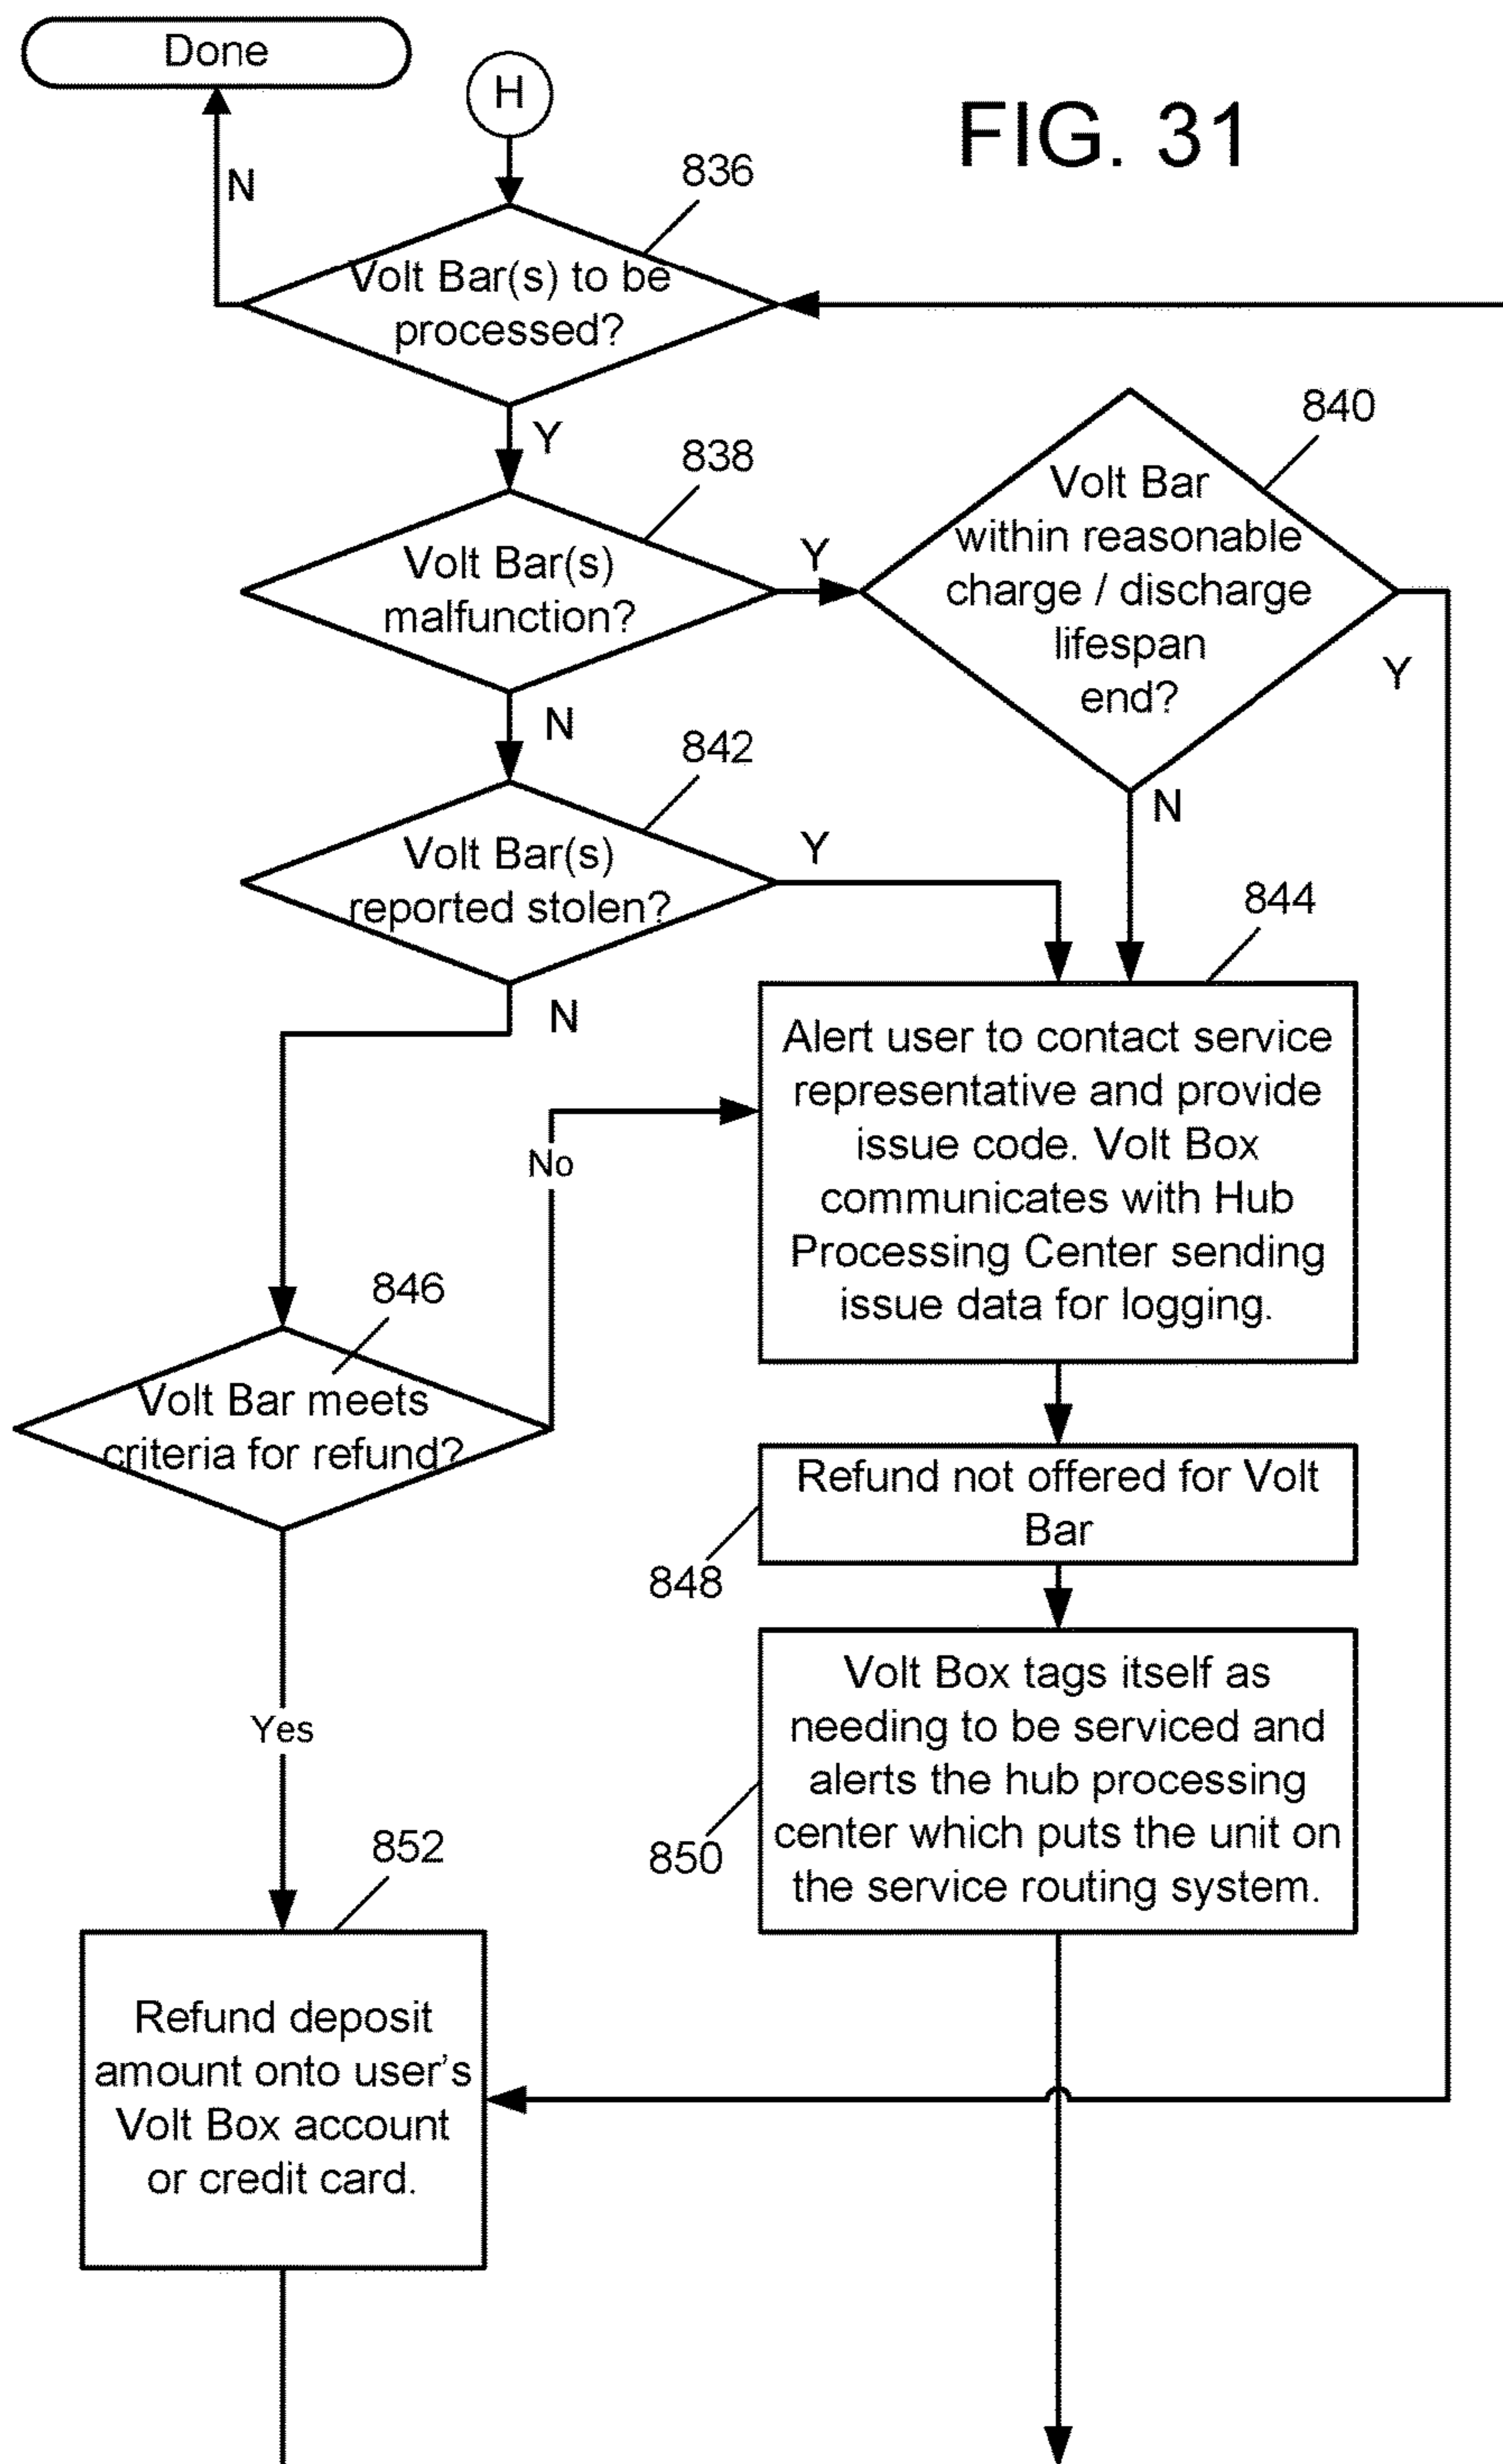 Done
H
FIG. 31
N
836
Volt Bar(s) to be
processed?
Y
838
Volt Bar(s)
malfunction?
Y
840
Volt Bar
within reasonable
charge / discharge
lifespan
end?
Y
N
N
842
Volt Bar(s)
reported stolen?
Y
N
844
Alert user to contact service
representative and provide
issue code. Volt Box
communicates with Hub
Processing Center sending
issue data for logging.
No
846
Volt Bar meets
criteria for refund?
Refund not offered for Volt
Bar
848
Volt Box tags itself as
needing to be serviced and
alerts the hub processing
center which puts the unit on
the service routing system.
850
Yes
852
Refund deposit
amount onto user's
Volt Box account
or credit card.